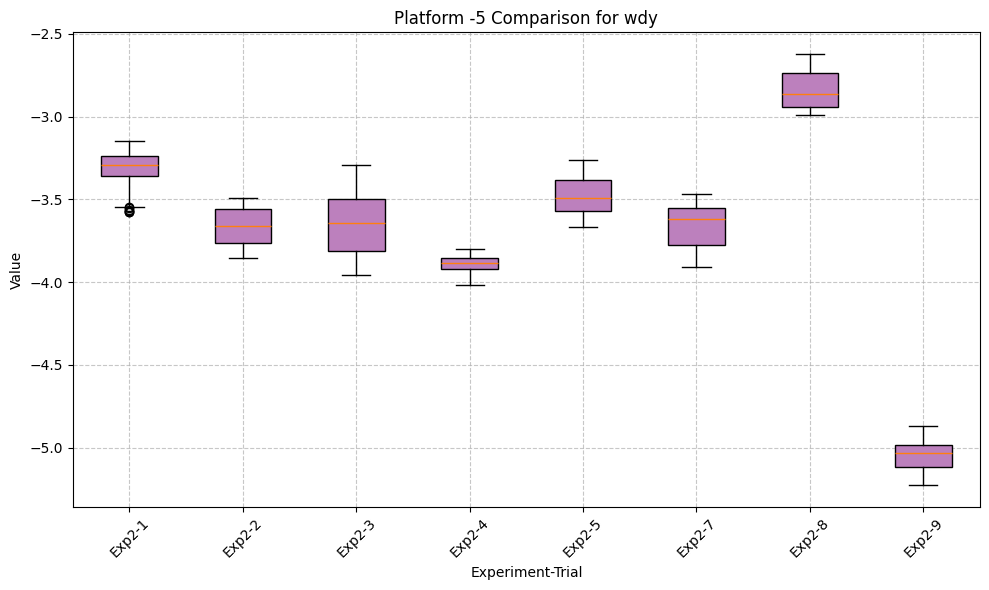 Platform -5 Comparison for wdy
Value
−2.5
−3.0
−3.5
−4.0
−4.5
−5.0
Exp2-1
Exp2-2
Exp2-3
Exp2-4
Exp2-5
Exp2-7
Exp2-8
Exp2-9
Experiment-Trial